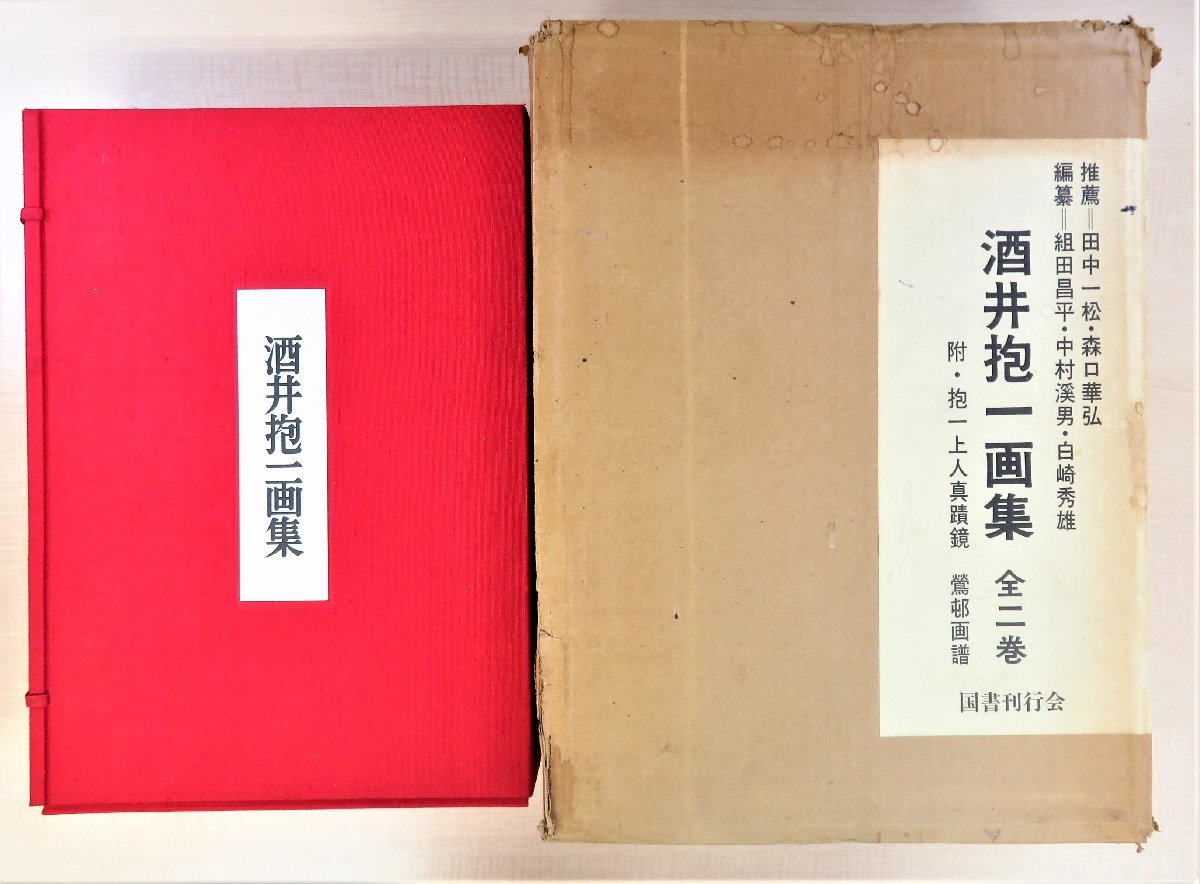 酒井抱一画集
推薦＝田中一松・森口華弘
編纂＝組田昌平・中村溪男・白崎秀雄
酒井抱一画集 全二巻
附・抱一上人真蹟鏡 鶯邨画譜
国書刊行会